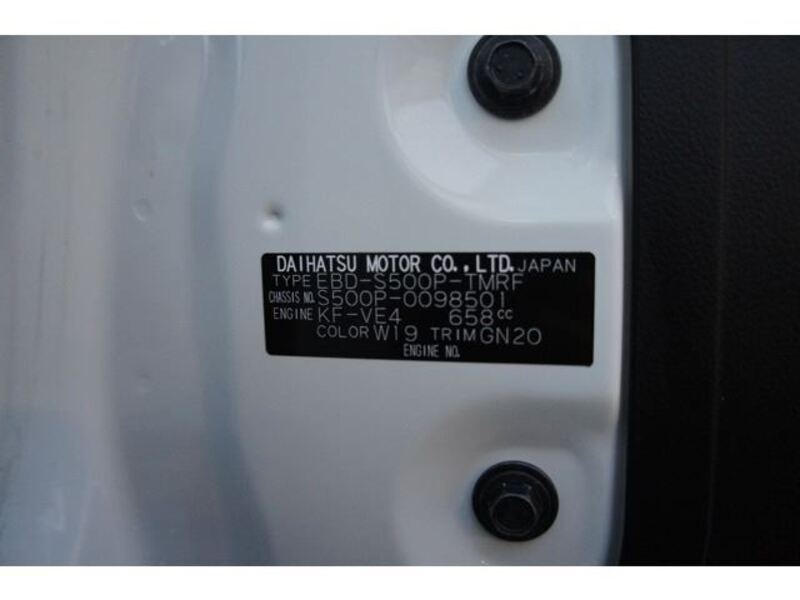 DAIHATSU MOTOR CO.,LTD. JAPAN
TYPE EBD-S500P-TMRF
CHASSIS NO. S500P-0098501
ENGINE KF-VE4 658cc
COLOR W19 TRIM GN20
ENGINE NO.